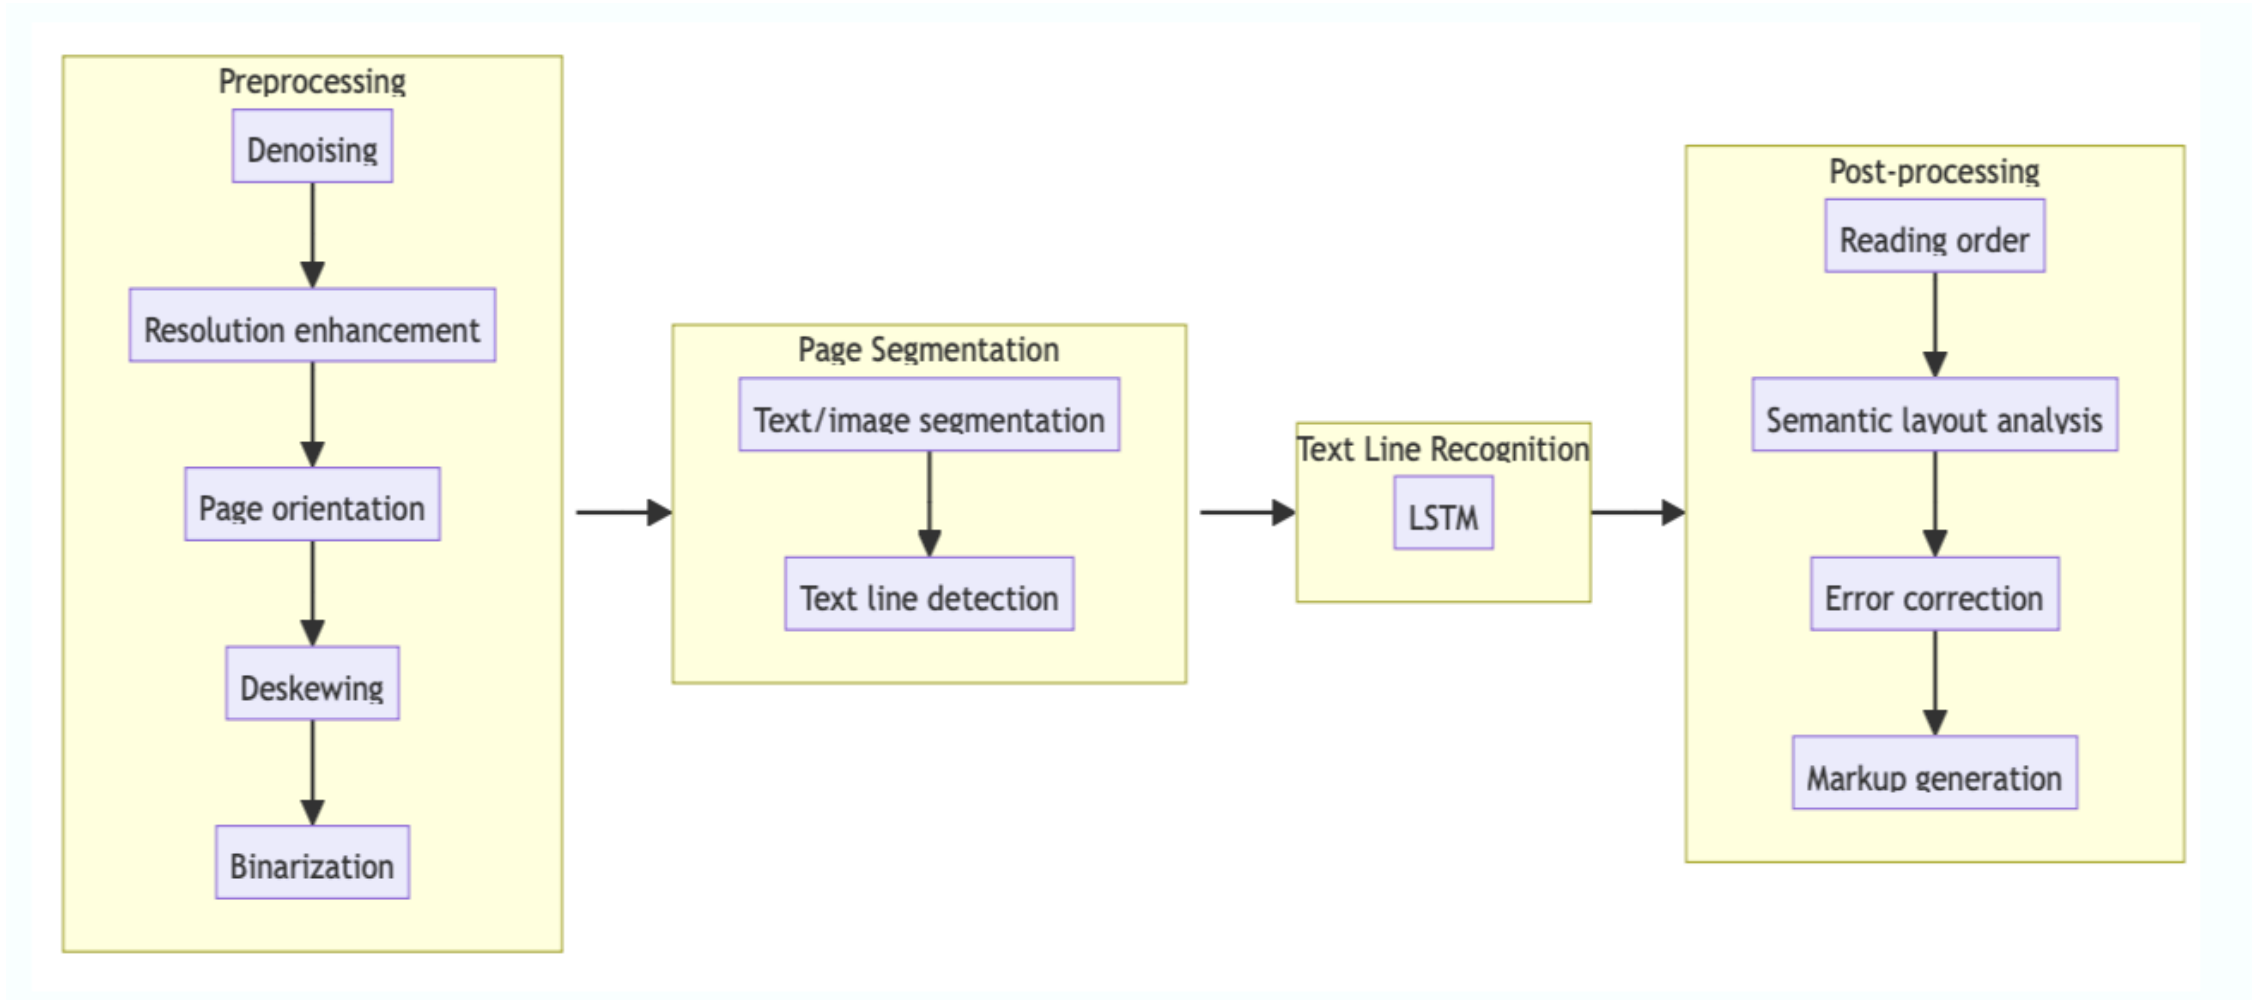 Preprocessing
Denoising
Resolution enhancement
Page orientation
Deskewing
Binarization
Page Segmentation
Text/image segmentation
Text line detection
Text Line Recognition
LSTM
Post-processing
Reading order
Semantic layout analysis
Error correction
Markup generation